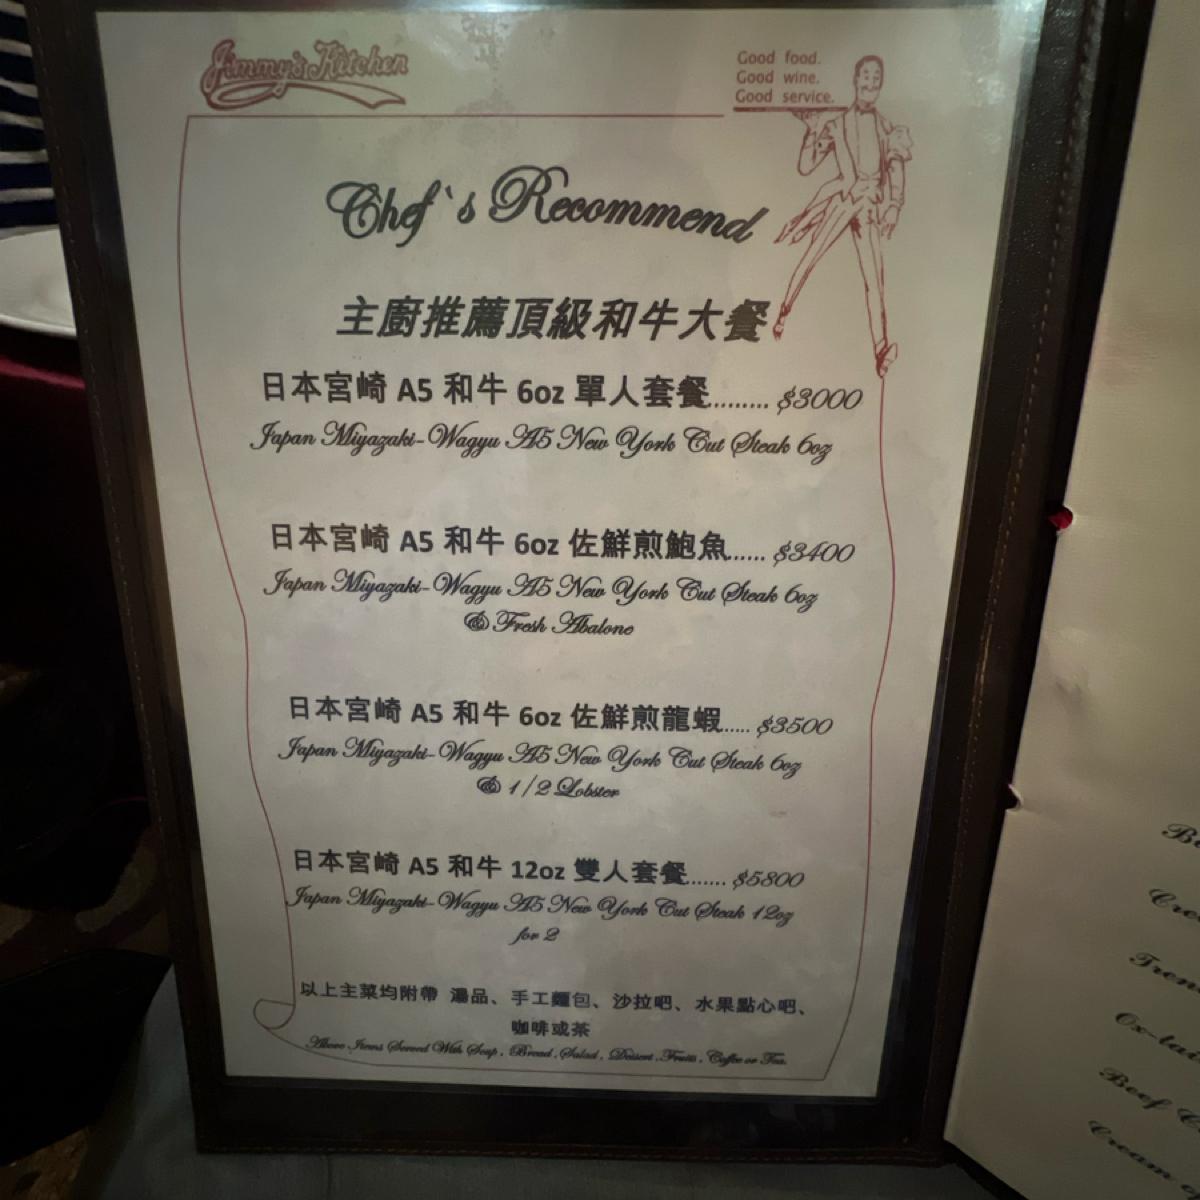 Jimmy's Kitchen
Good food.
Good wine.
Good service.
Chef`s Recommend
主廚推薦頂級和牛大餐
日本宮崎 A5 和牛 6oz 單人套餐......... $3000
Japan Miyazaki-Wagyu A5 New York Cut Steak 6oz
日本宮崎 A5 和牛 6oz 佐鮮煎鮑魚...... $3400
Japan Miyazaki-Wagyu A5 New York Cut Steak 6oz
& Fresh Abalone
日本宮崎 A5 和牛 6oz 佐鮮煎龍蝦...... $3500
Japan Miyazaki-Wagyu A5 New York Cut Steak 6oz
& 1/2 Lobster
日本宮崎 A5 和牛 12oz 雙人套餐....... $5800
Japan Miyazaki-Wagyu A5 New York Cut Steak 12oz
for 2
以上主菜均附帶 湯品、手工麵包、沙拉吧、水果點心吧、
咖啡或茶
Above Items Served With Soup , Bread ,Salad , Dessert ,Fruits , Coffee or Tea.
Ox-tai
Beef
Cream